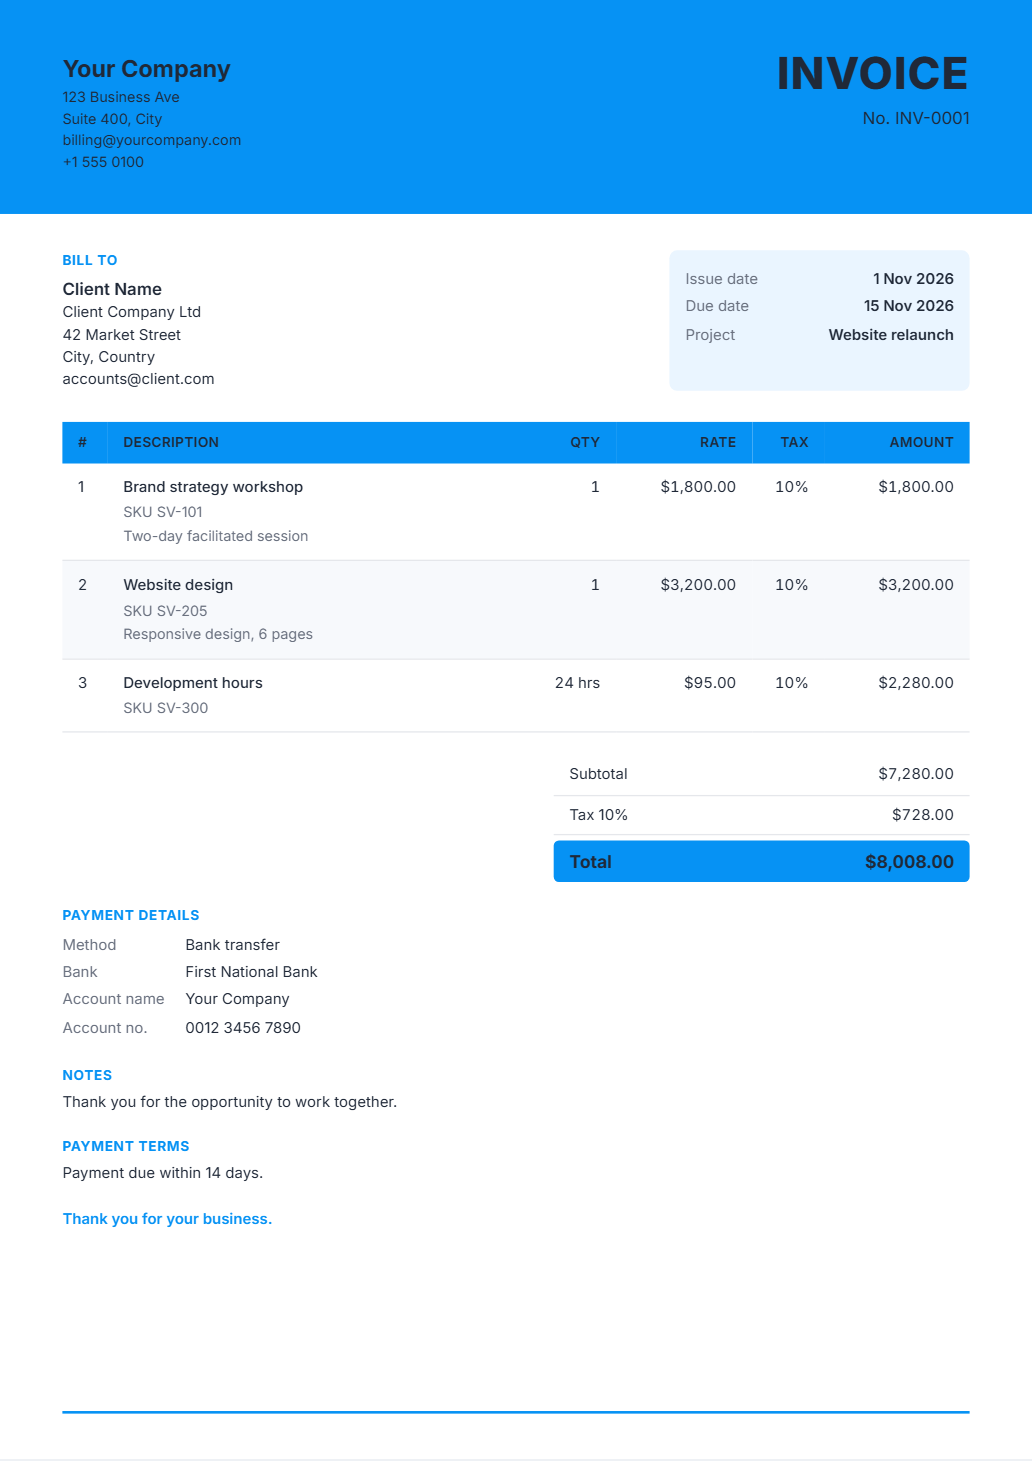 Your Company
123 Business Ave
Suite 400, City
billing@yourcompany.com
+1 555 0100
INVOICE
No. INV-0001
BILL TO
Client Name
Client Company Ltd
42 Market Street
City, Country
accounts@client.com
Issue date 1 Nov 2026
Due date 15 Nov 2026
Project Website relaunch
# DESCRIPTION QTY RATE TAX AMOUNT
1 Brand strategy workshop 1 $1,800.00 10% $1,800.00
SKU SV-101
Two-day facilitated session
2 Website design 1 $3,200.00 10% $3,200.00
SKU SV-205
Responsive design, 6 pages
3 Development hours 24 hrs $95.00 10% $2,280.00
SKU SV-300
Subtotal $7,280.00
Tax 10% $728.00
Total $8,008.00
PAYMENT DETAILS
Method Bank transfer
Bank First National Bank
Account name Your Company
Account no. 0012 3456 7890
NOTES
Thank you for the opportunity to work together.
PAYMENT TERMS
Payment due within 14 days.
Thank you for your business.